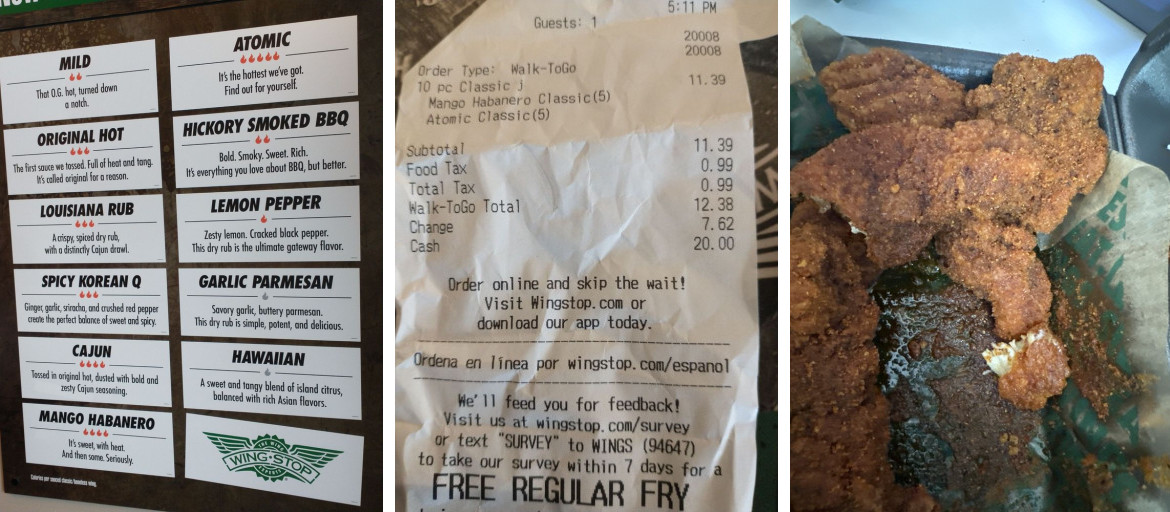 MILD
That O.G. hot, turned down
a notch.
ORIGINAL HOT
The first sauce we tossed. Full of heat and tang.
It's called original for a reason.
LOUISIANA RUB
A crispy, spiced dry rub,
with a distinctly Cajun drawl.
SPICY KOREAN Q
Ginger, garlic, sriracha, and crushed red pepper
create the perfect balance of sweet and spicy.
CAJUN
Tossed in original hot, dusted with bold and
zesty Cajun seasoning.
MANGO HABANERO
It's sweet, with heat.
And then some. Seriously.
ATOMIC
It's the hottest we've got.
Find out for yourself.
HICKORY SMOKED BBQ
Bold. Smoky. Sweet. Rich.
It's everything you love about BBQ, but better.
LEMON PEPPER
Zesty lemon. Cracked black pepper.
This dry rub is the ultimate gateway flavor.
GARLIC PARMESAN
Savory garlic, buttery parmesan.
This dry rub is simple, potent, and delicious.
HAWAIIAN
A sweet and tangy blend of island citrus,
balanced with rich Asian flavors.
THE WING
WING·STOP
EXPERTS
5:11 PM
Guests: 1
20008
20008
Order Type: Walk-ToGo
10 pc Classic j 11.39
Mango Habanero Classic(5)
Atomic Classic(5)
Subtotal 11.39
Food Tax 0.99
Total Tax 0.99
Walk-ToGo Total 12.38
Change 7.62
Cash 20.00
Order online and skip the wait!
Visit Wingstop.com or
download our app today.
Ordena en línea por wingstop.com/espanol
We'll feed you for feedback!
Visit us at wingstop.com/survey
or text "SURVEY" to WINGS (94647)
to take our survey within 7 days for a
FREE REGULAR FRY